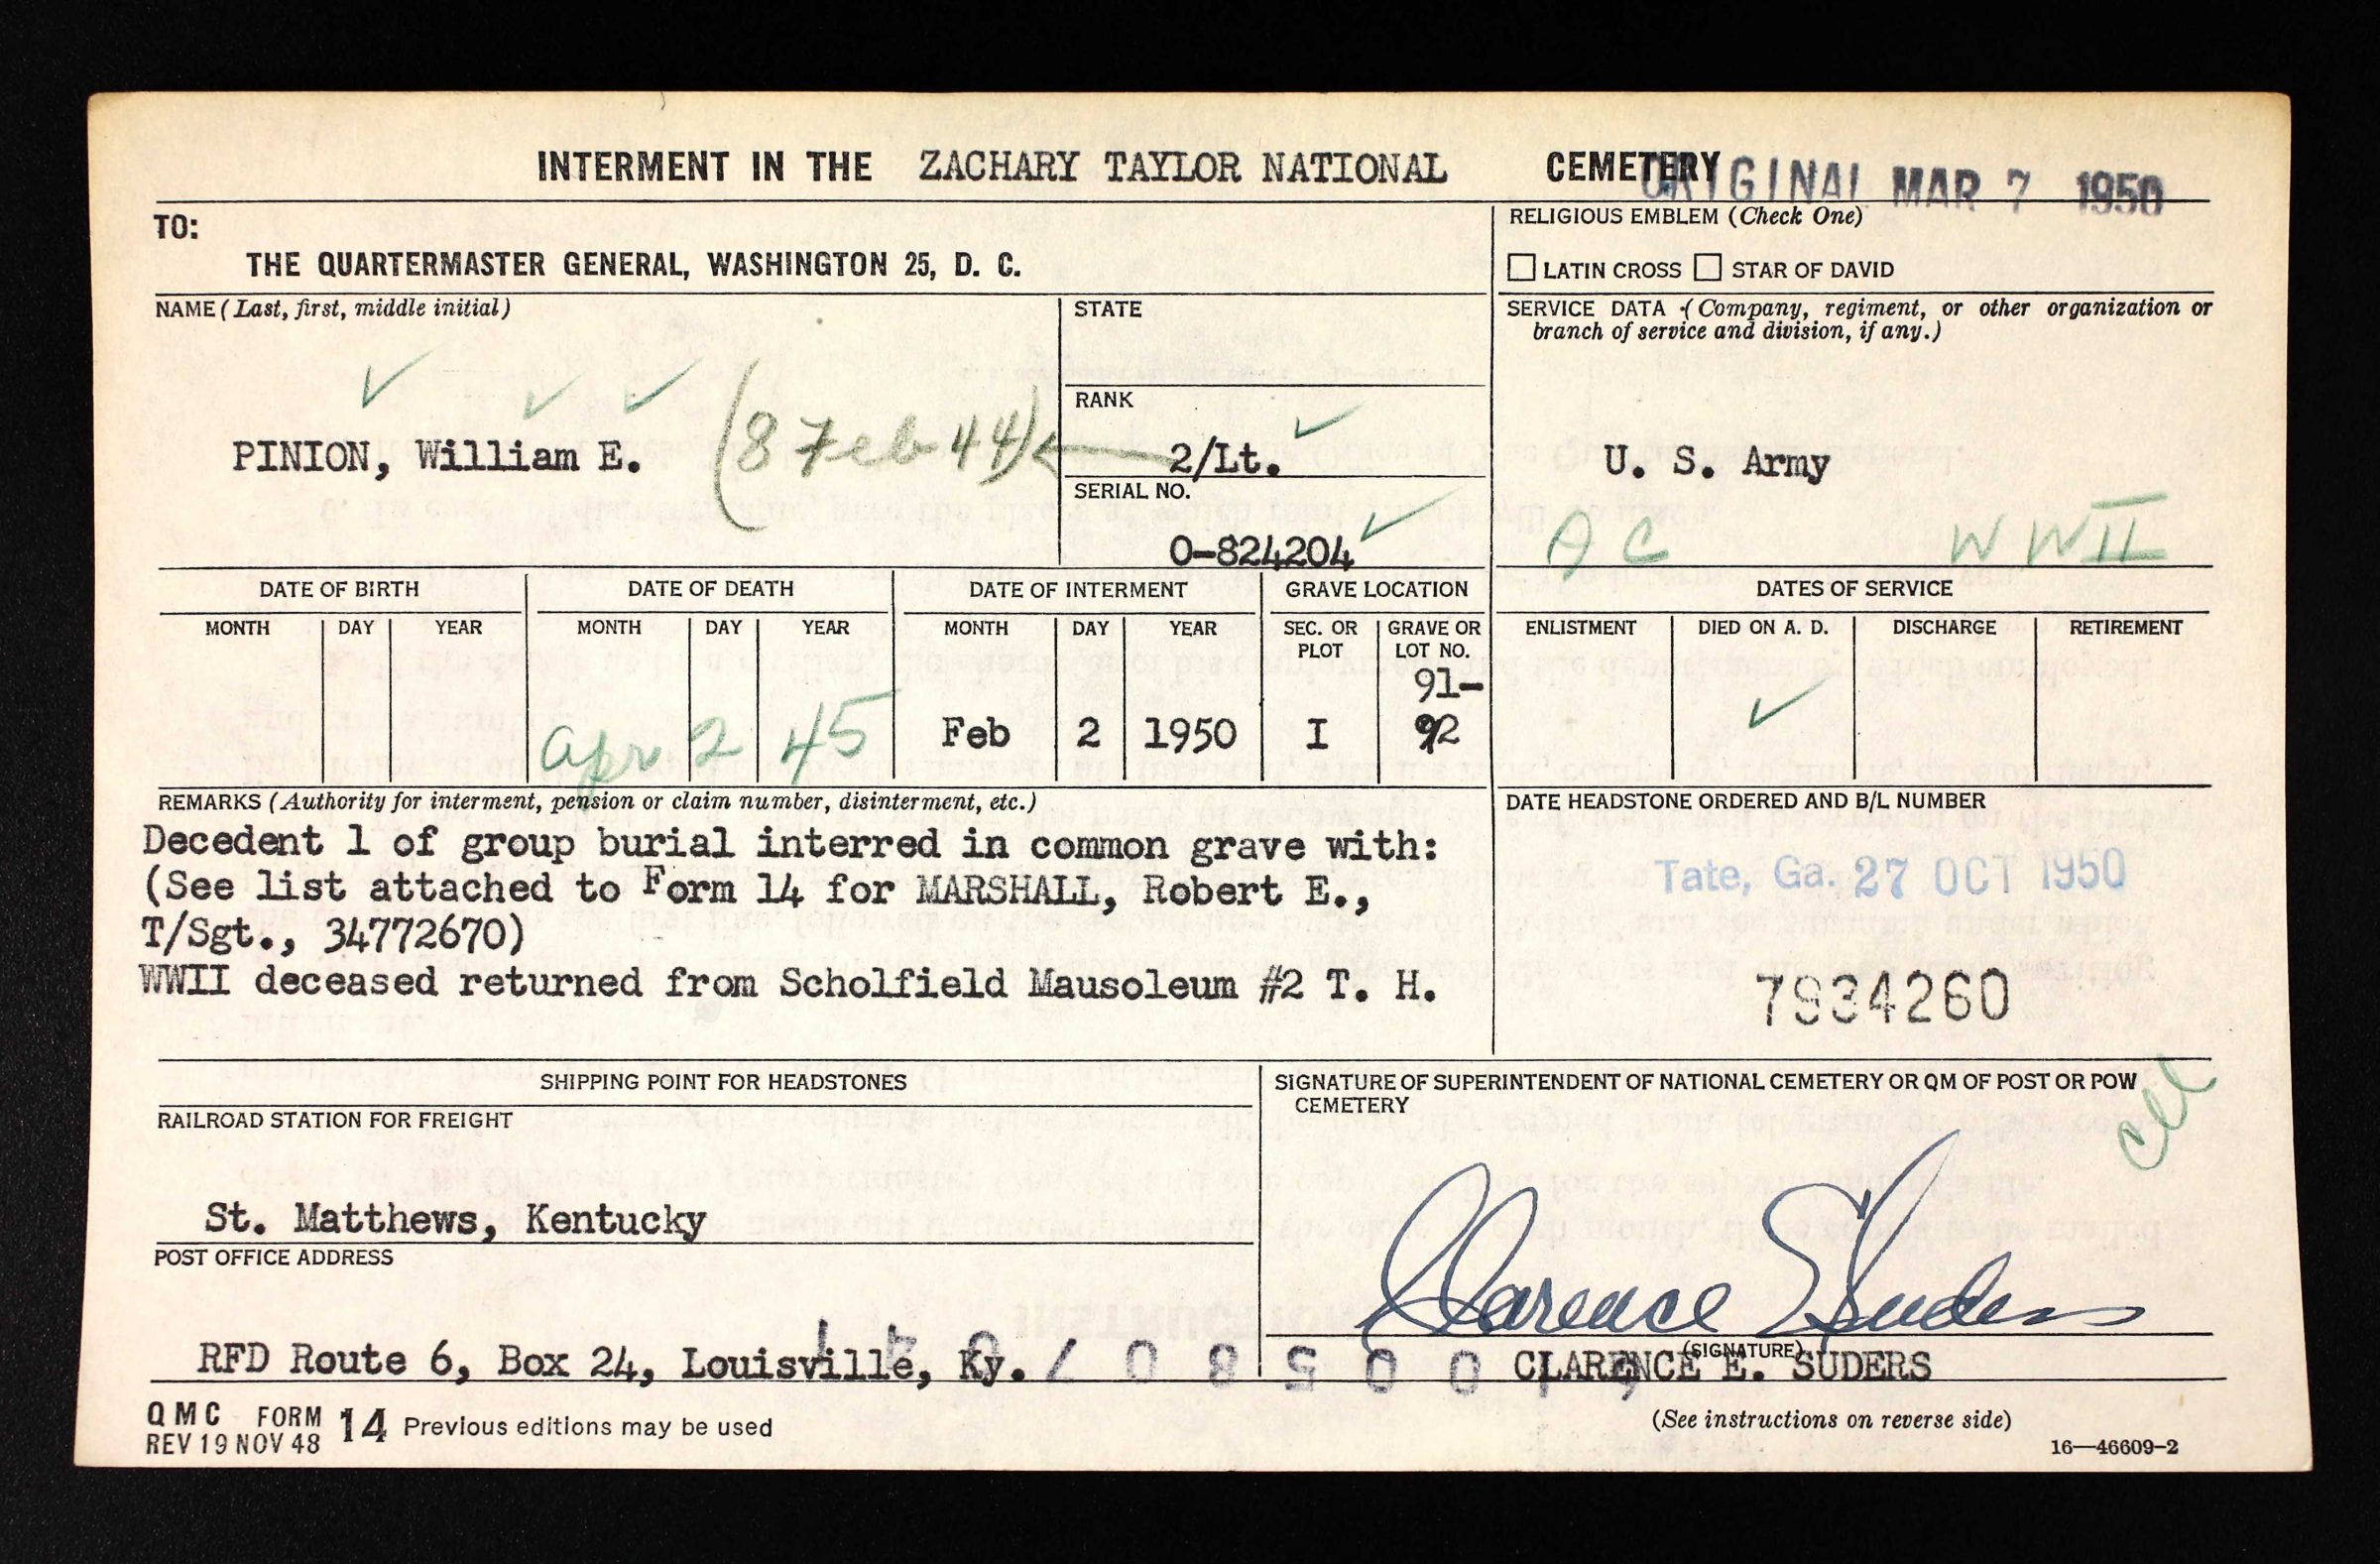 INTERMENT IN THE ZACHARY TAYLOR NATIONAL CEMETERY
ORIGINAL MAR 7 1950
TO:
THE QUARTERMASTER GENERAL, WASHINGTON 25, D. C.
RELIGIOUS EMBLEM (Check One)
LATIN CROSS STAR OF DAVID
NAME (Last, first, middle initial)
PINION, William E. (8 Feb 44)
STATE
RANK
2/Lt.
SERIAL NO.
O-824204
SERVICE DATA (Company, regiment, or other organization or
branch of service and division, if any.)
U. S. Army
A C WWII
DATE OF BIRTH DATE OF DEATH DATE OF INTERMENT GRAVE LOCATION DATES OF SERVICE
MONTH DAY YEAR MONTH DAY YEAR MONTH DAY YEAR SEC. OR PLOT GRAVE OR LOT NO. ENLISTMENT DIED ON A. D. DISCHARGE RETIREMENT
91-
Apr 2 45 Feb 2 1950 I 92
REMARKS (Authority for interment, pension or claim number, disinterment, etc.)
Decedent 1 of group burial interred in common grave with:
(See list attached to Form 14 for MARSHALL, Robert E.,
T/Sgt., 34772670)
WWII deceased returned from Scholfield Mausoleum #2 T. H.
DATE HEADSTONE ORDERED AND B/L NUMBER
Tate, Ga. 27 OCT 1950
7934260
SHIPPING POINT FOR HEADSTONES
RAILROAD STATION FOR FREIGHT
St. Matthews, Kentucky
POST OFFICE ADDRESS
RFD Route 6, Box 24, Louisville, Ky.
SIGNATURE OF SUPERINTENDENT OF NATIONAL CEMETERY OR QM OF POST OR POW
CEMETERY
Clarence E Suders
(SIGNATURE)
CLARENCE E. SUDERS
QMC FORM 14 Previous editions may be used
REV 19 NOV 48
(See instructions on reverse side)
16—46609-2